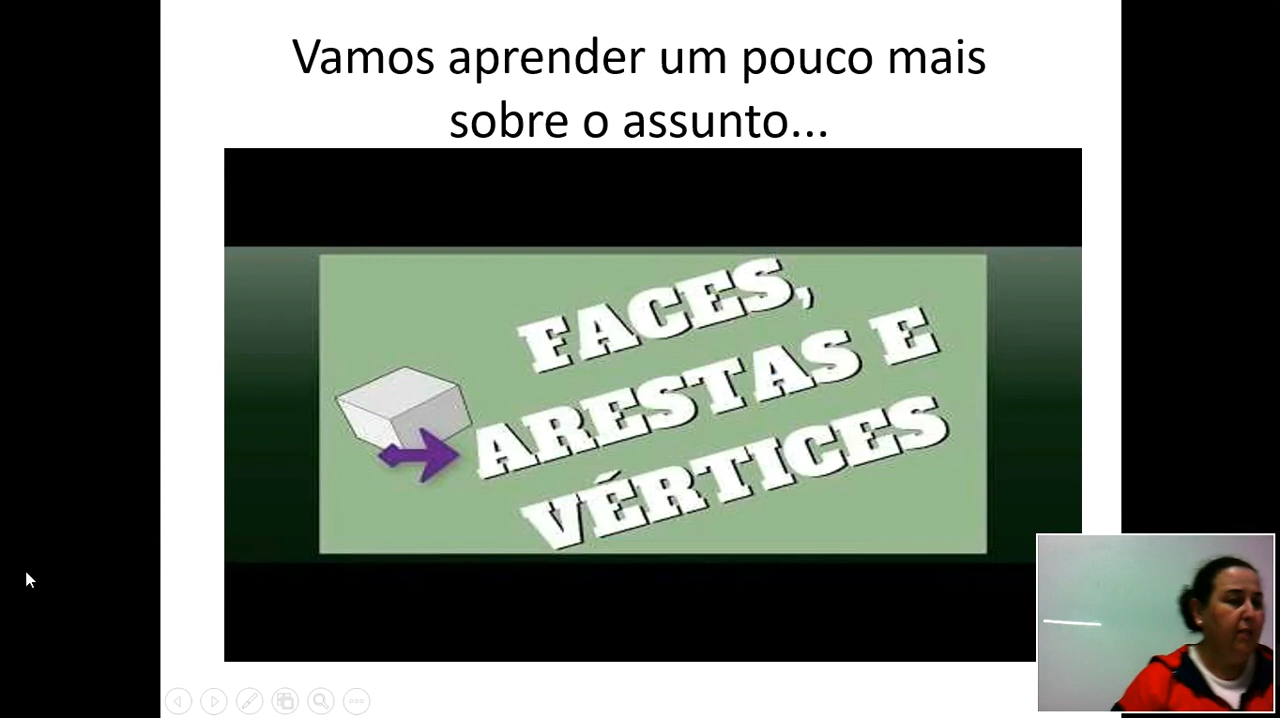 Vamos aprender um pouco mais
sobre o assunto...
FACES,
ARESTAS E
VÉRTICES